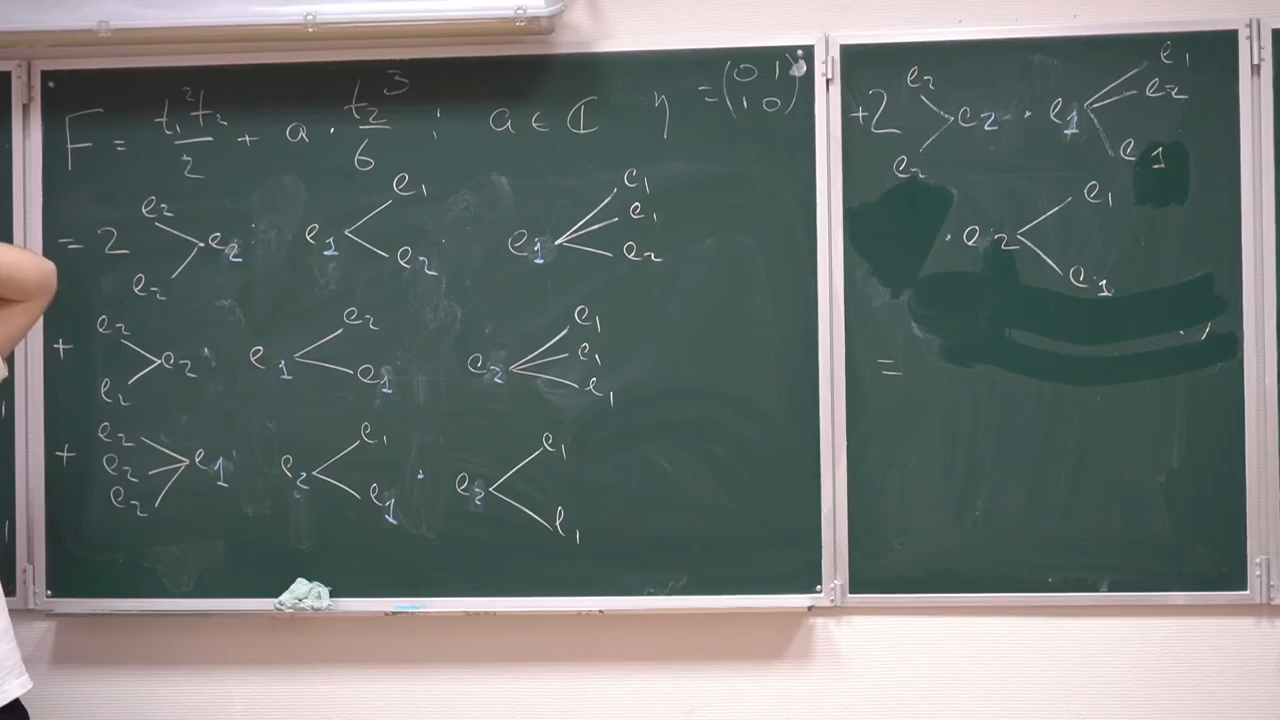 F = t₁²t₂/2 + a · t₂³/6 ; a ∈ ℂ η = (0 1 / 1 0)
= 2 e₂ e₂ e₂ · e₁ e₁ e₂ · e₁ e₁ e₁ e₂
+ e₂ e₂ e₂ · e₁ e₂ e₁ e₂ e₁ e₁ e₁
+ e₂ e₂ e₂ e₁ e₂ e₁ e₁ · e₂ e₁ e₁
+2 e₂ e₂ e₂ · e₁ e₁ e₂ e₁
· e₂ e₁ e₁
=